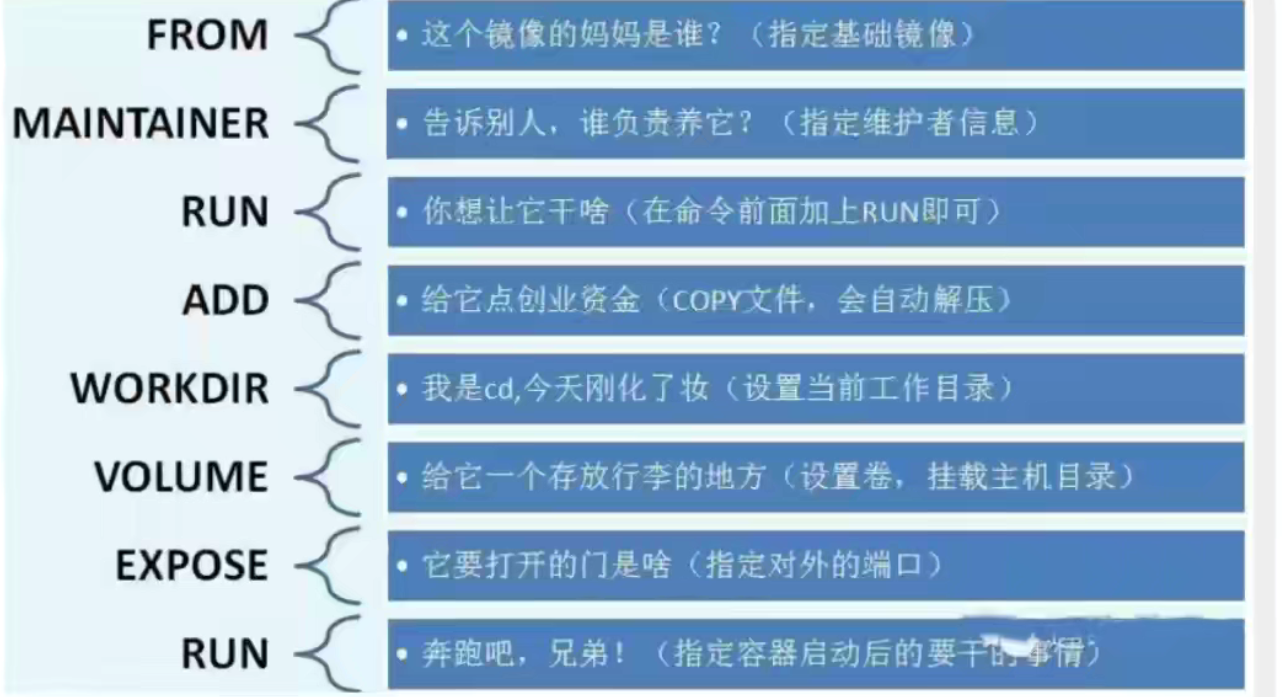 FROM
• 这个镜像的妈妈是谁？（指定基础镜像）
MAINTAINER
• 告诉别人，谁负责养它？（指定维护者信息）
RUN
• 你想让它干啥（在命令前面加上RUN即可）
ADD
• 给它点创业资金（COPY文件，会自动解压）
WORKDIR
• 我是cd,今天刚化了妆（设置当前工作目录）
VOLUME
• 给它一个存放行李的地方（设置卷，挂载主机目录）
EXPOSE
• 它要打开的门是啥（指定对外的端口）
RUN
• 奔跑吧，兄弟！（指定容器启动后的要干的事情）